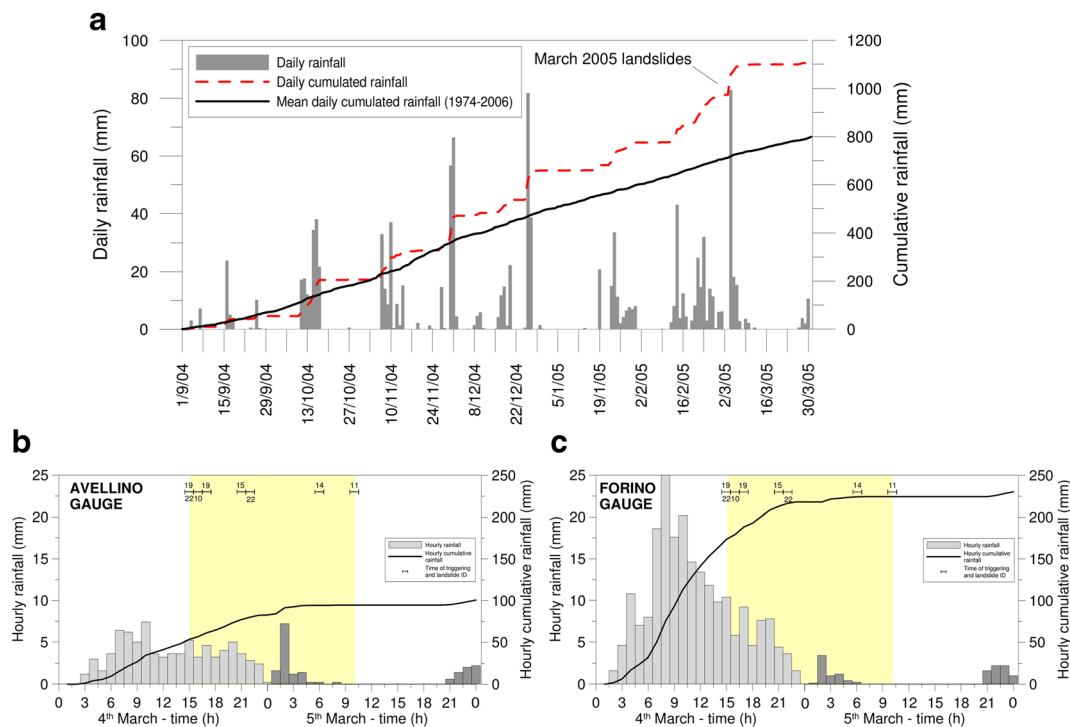 a
100
80
60
40
20
0
Daily rainfall (mm)
Daily rainfall
Daily cumulated rainfall
Mean daily cumulated rainfall (1974-2006)
March 2005 landslides
1200
1000
800
600
400
200
0
Cumulative rainfall (mm)
1/9/04
15/9/04
29/9/04
13/10/04
27/10/04
10/11/04
24/11/04
8/12/04
22/12/04
5/1/05
19/1/05
2/2/05
16/2/05
2/3/05
16/3/05
30/3/05
b
25
20
15
10
5
0
Hourly rainfall (mm)
AVELLINO
GAUGE
19 19 15 14 11
22 10 22
Hourly rainfall
Hourly cumulative
rainfall
Time of triggering
and landslide ID
250
200
150
100
50
0
Hourly cumulative rainfall (mm)
0 3 6 9 12 15 18 21 0 3 6 9 12 15 18 21 0
4th March - time (h) 5th March - time (h)
c
25
20
15
10
5
0
Hourly rainfall (mm)
FORINO
GAUGE
19 19 15 14 11
22 10 22
Hourly rainfall
Hourly cumulative
rainfall
Time of triggering
and landslide ID
250
200
150
100
50
0
Hourly cumulative rainfall (mm)
0 3 6 9 12 15 18 21 0 3 6 9 12 15 18 21 0
4th March - time (h) 5th March - time (h)